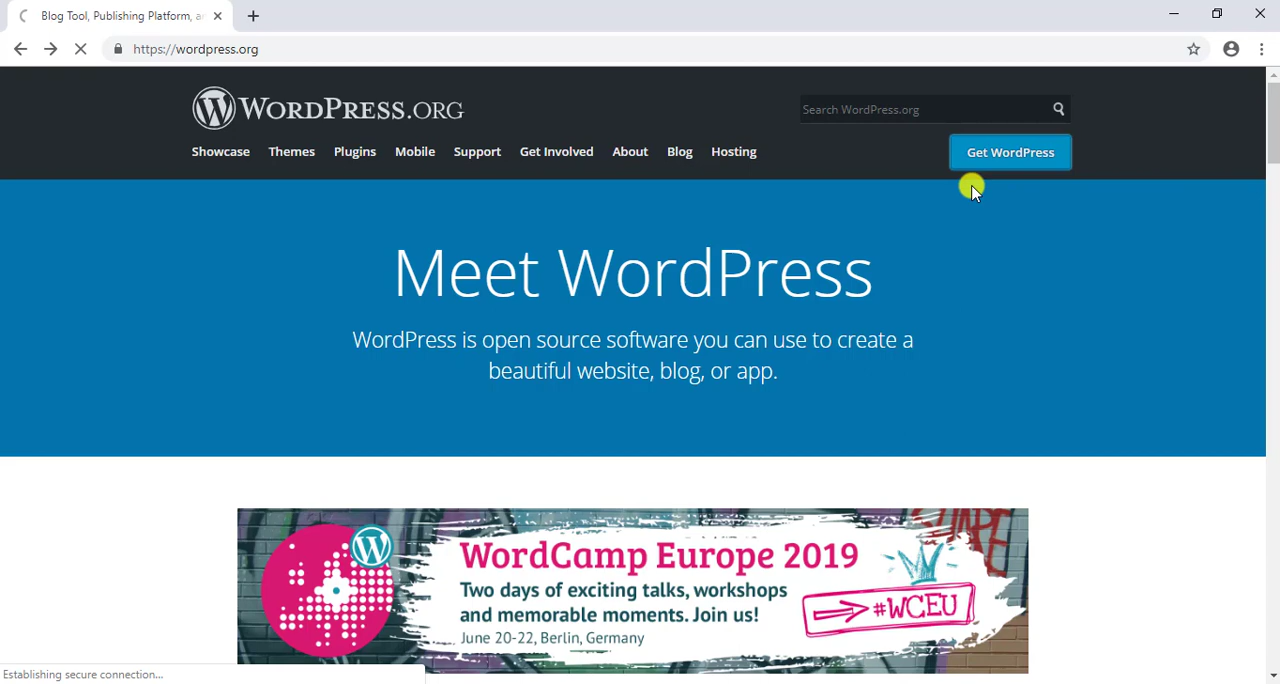 Blog Tool, Publishing Platform, a
https://wordpress.org
WORDPRESS.ORG
Search WordPress.org
Showcase Themes Plugins Mobile Support Get Involved About Blog Hosting
Get WordPress
Meet WordPress
WordPress is open source software you can use to create a
beautiful website, blog, or app.
WordCamp Europe 2019
Two days of exciting talks, workshops
and memorable moments. Join us!
June 20-22, Berlin, Germany
#WCEU
Establishing secure connection...